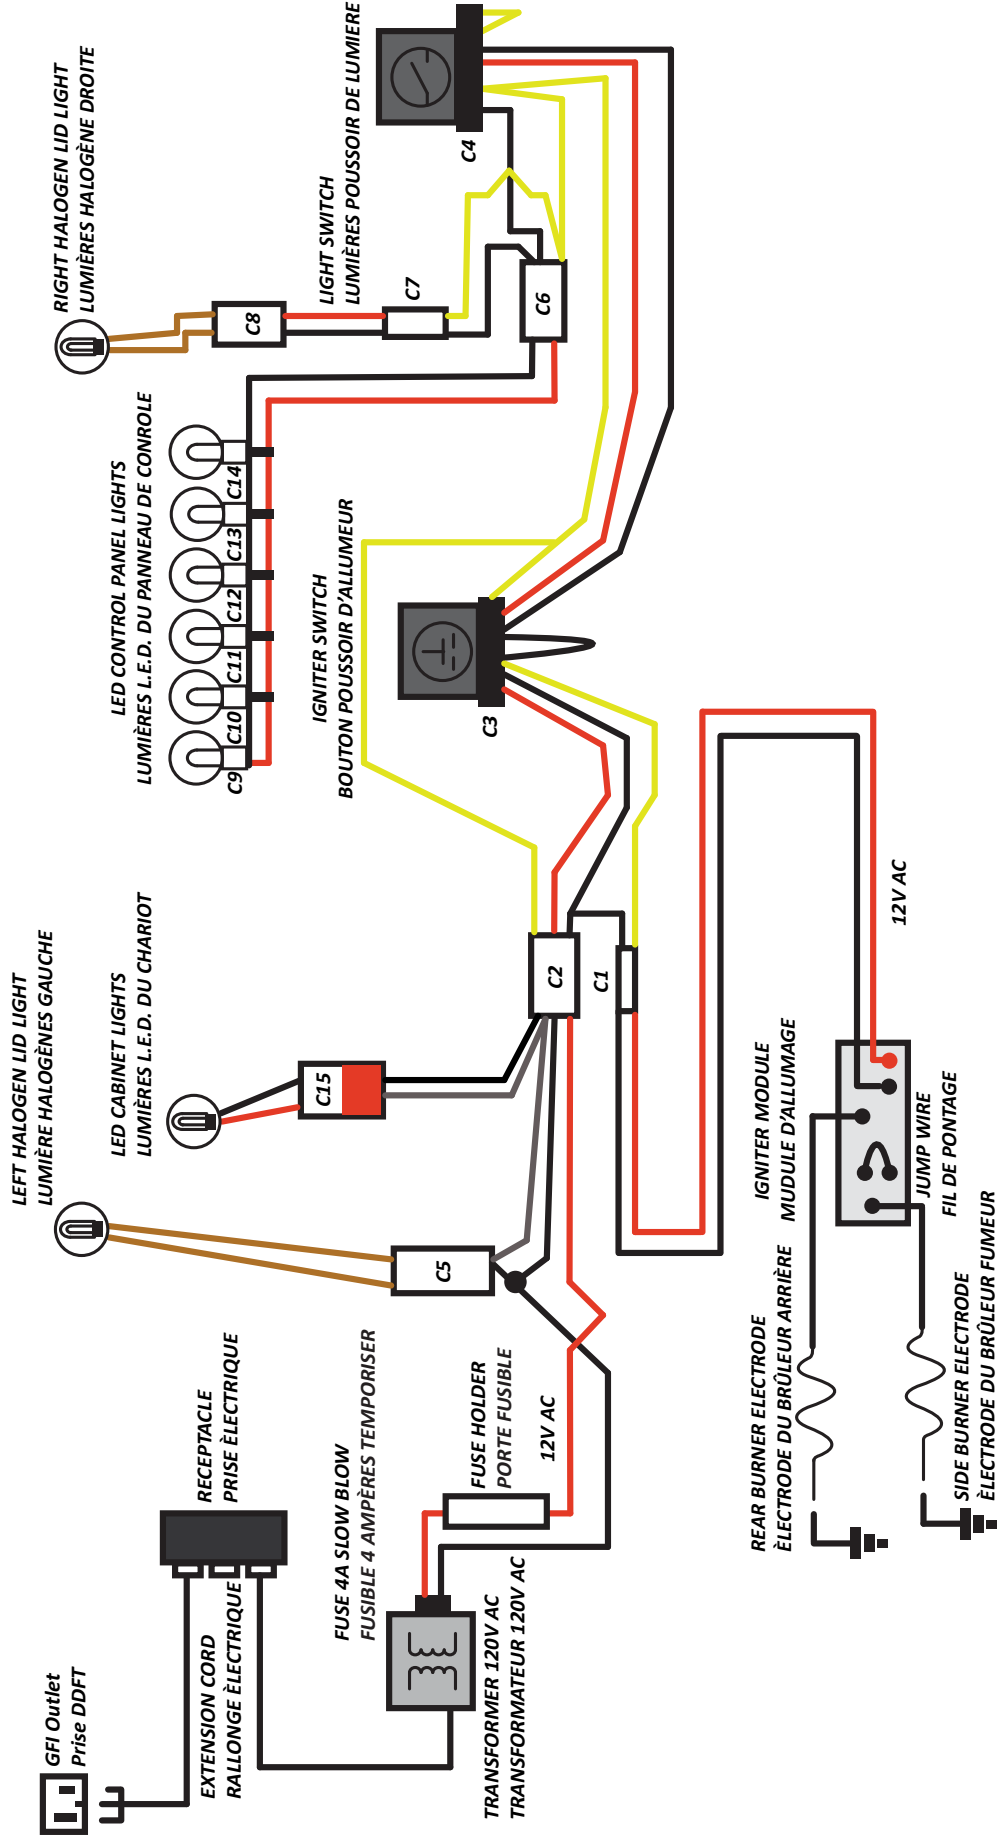 GFI Outlet
Prise DDFT
EXTENSION CORD
RALLONGE ÈLECTRIQUE
RECEPTACLE
PRISE ÈLECTRIQUE
LEFT HALOGEN LID LIGHT
LUMIÈRE HALOGÈNES GAUCHE
LED CABINET LIGHTS
LUMIÈRES L.E.D. DU CHARIOT
LED CONTROL PANEL LIGHTS
LUMIÈRES L.E.D. DU PANNEAU DE CONROLE
RIGHT HALOGEN LID LIGHT
LUMIÈRES HALOGÈNE DROITE
C9
C10
C11
C12
C13
C14
C8
C15
FUSE 4A SLOW BLOW
FUSIBLE 4 AMPÈRES TEMPORISER
IGNITER SWITCH
BOUTON POUSSOIR D'ALLUMEUR
LIGHT SWITCH
LUMIÈRES POUSSOIR DE LUMIERE
C7
C5
C4
TRANSFORMER 120V AC
TRANSFORMATEUR 120V AC
FUSE HOLDER
PORTE FUSIBLE
12V AC
C3
C2
C6
C1
REAR BURNER ELECTRODE
ÈLECTRODE DU BRÛLEUR ARRIÈRE
IGNITER MODULE
MUDULE D'ALLUMAGE
12V AC
JUMP WIRE
FIL DE PONTAGE
SIDE BURNER ELECTRODE
ÈLECTRODE DU BRÛLEUR FUMEUR